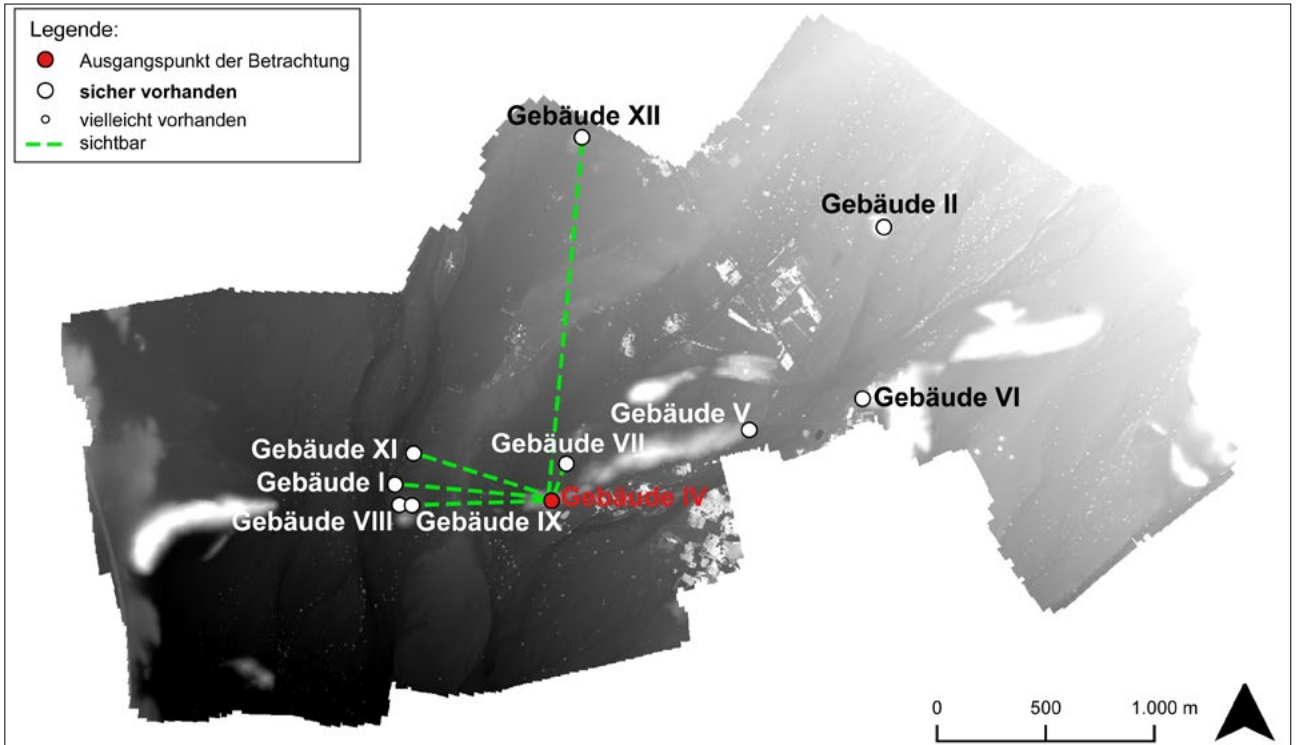 Legende:
Ausgangspunkt der Betrachtung
sicher vorhanden
vielleicht vorhanden
sichtbar
Gebäude XII
Gebäude II
Gebäude VI
Gebäude V
Gebäude VII
Gebäude XI
Gebäude I
Gebäude IV
Gebäude VIII
Gebäude IX
0 500 1.000 m